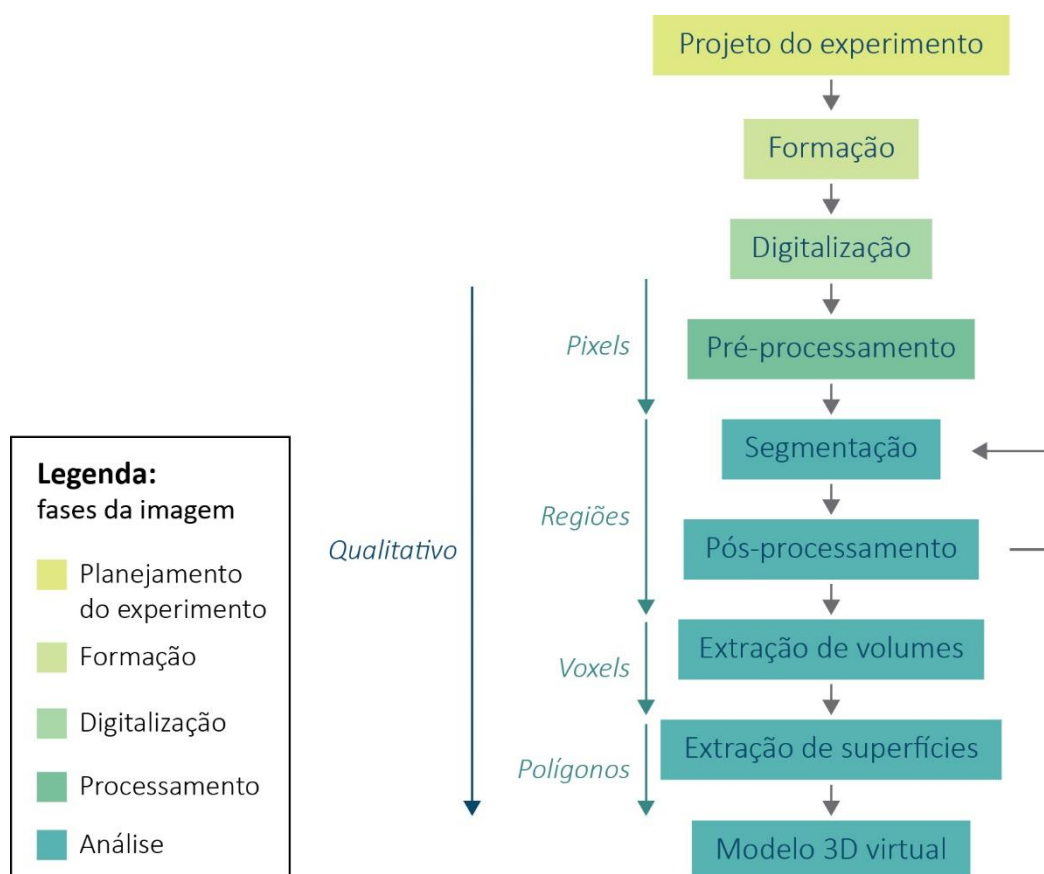 Projeto do experimento
Formação
Digitalização
Pixels
Pré-processamento
Segmentação
Regiões
Qualitativo
Pós-processamento
Voxels
Extração de volumes
Polígonos
Extração de superfícies
Modelo 3D virtual
Legenda:
fases da imagem
Planejamento
do experimento
Formação
Digitalização
Processamento
Análise